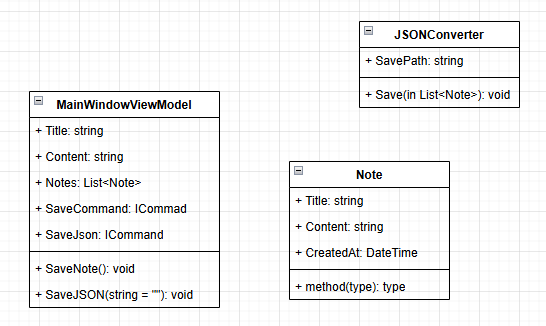 JSONConverter
+ SavePath: string
+ Save(in List<Note>): void
MainWindowViewModel
+ Title: string
+ Content: string
+ Notes: List<Note>
+ SaveCommand: ICommad
+ SaveJson: ICommand
+ SaveNote(): void
+ SaveJSON(string = ""): void
Note
+ Title: string
+ Content: string
+ CreatedAt: DateTime
+ method(type): type